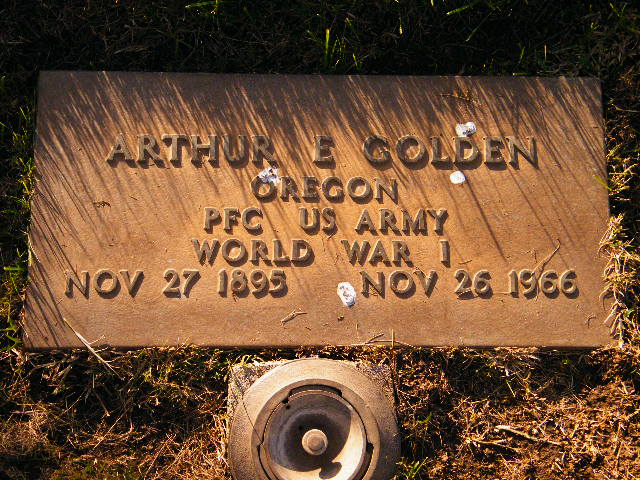 ARTHUR E GOLDEN
OREGON
PFC US ARMY
WORLD WAR I
NOV 27 1895 NOV 26 1966